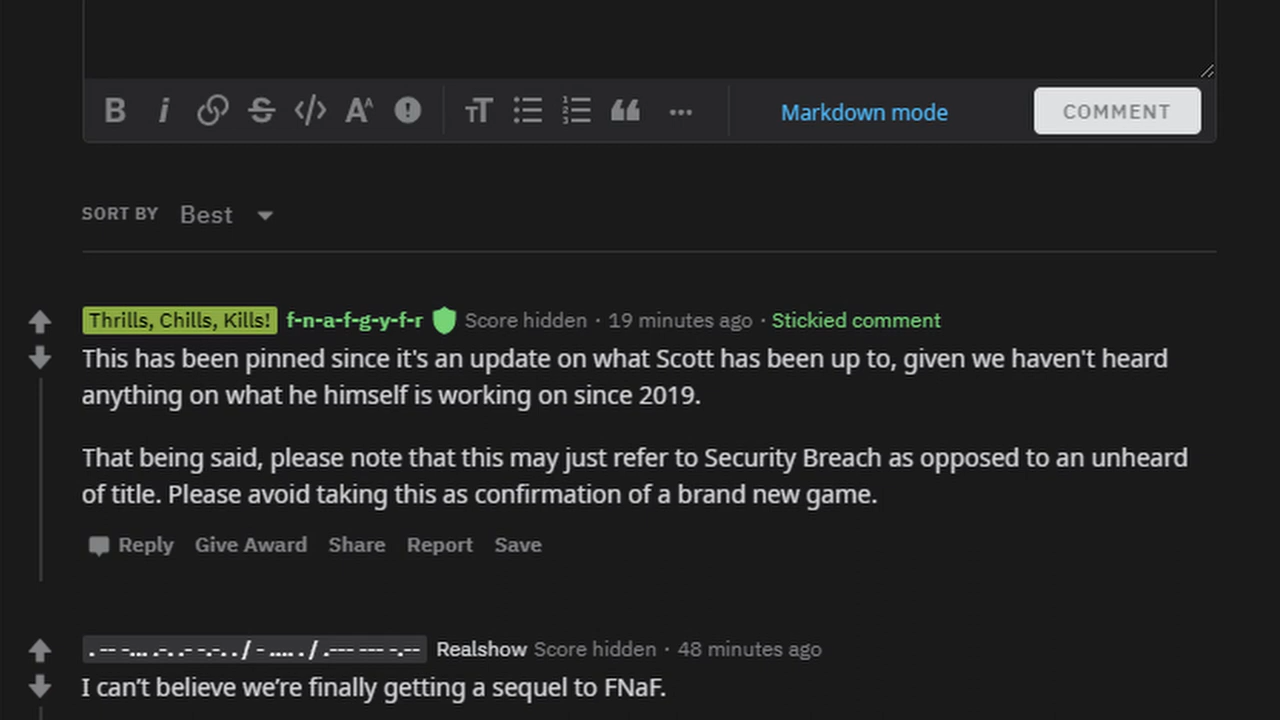 B i S </> AA ! TT 1 2 3 ...
Markdown mode COMMENT
SORT BY Best
Thrills, Chills, Kills! f-n-a-f-g-y-f-r Score hidden · 19 minutes ago · Stickied comment
This has been pinned since it's an update on what Scott has been up to, given we haven't heard
anything on what he himself is working on since 2019.
That being said, please note that this may just refer to Security Breach as opposed to an unheard
of title. Please avoid taking this as confirmation of a brand new game.
Reply Give Award Share Report Save
. -- -... .-. .- -.-. . / - .... . / .--- --- -.-- Realshow Score hidden · 48 minutes ago
I can’t believe we’re finally getting a sequel to FNaF.